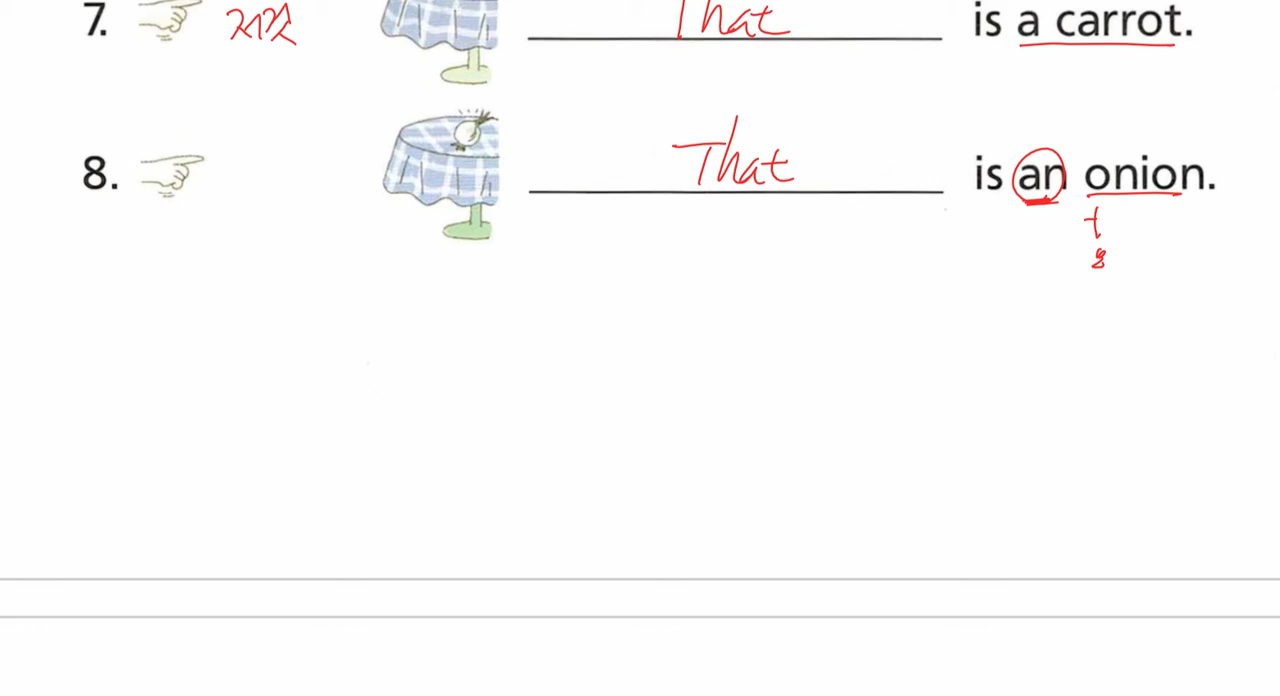 7. 저것 That is a carrot.
8. That is an onion.